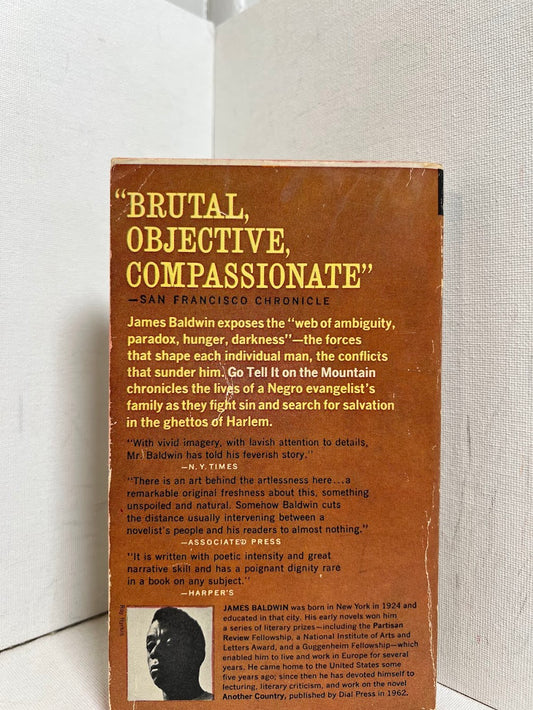 “BRUTAL,
OBJECTIVE,
COMPASSIONATE”
—SAN FRANCISCO CHRONICLE
James Baldwin exposes the “web of ambiguity,
paradox, hunger, darkness”—the forces
that shape each individual man, the conflicts
that sunder him. Go Tell It on the Mountain
chronicles the lives of a Negro evangelist's
family as they fight sin and search for salvation
in the ghettos of Harlem.
“With vivid imagery, with lavish attention to details,
Mr. Baldwin has told his feverish story.”
—N.Y. TIMES
“There is an art behind the artlessness here...a
remarkable original freshness about this, something
unspoiled and natural. Somehow Baldwin cuts
the distance usually intervening between a
novelist's people and his readers to almost nothing.”
—ASSOCIATED PRESS
“It is written with poetic intensity and great
narrative skill and has a poignant dignity rare
in a book on any subject.”
—HARPER'S
JAMES BALDWIN was born in New York in 1924 and
educated in that city. His early novels won him
a series of literary prizes—including the Partisan
Review Fellowship, a National Institute of Arts and
Letters Award, and a Guggenheim Fellowship—which
enabled him to live and work in Europe for several
years. He came home to the United States some
five years ago; since then he has devoted himself to
lecturing, literary criticism, and work on the novel
Another Country, published by Dial Press in 1962.